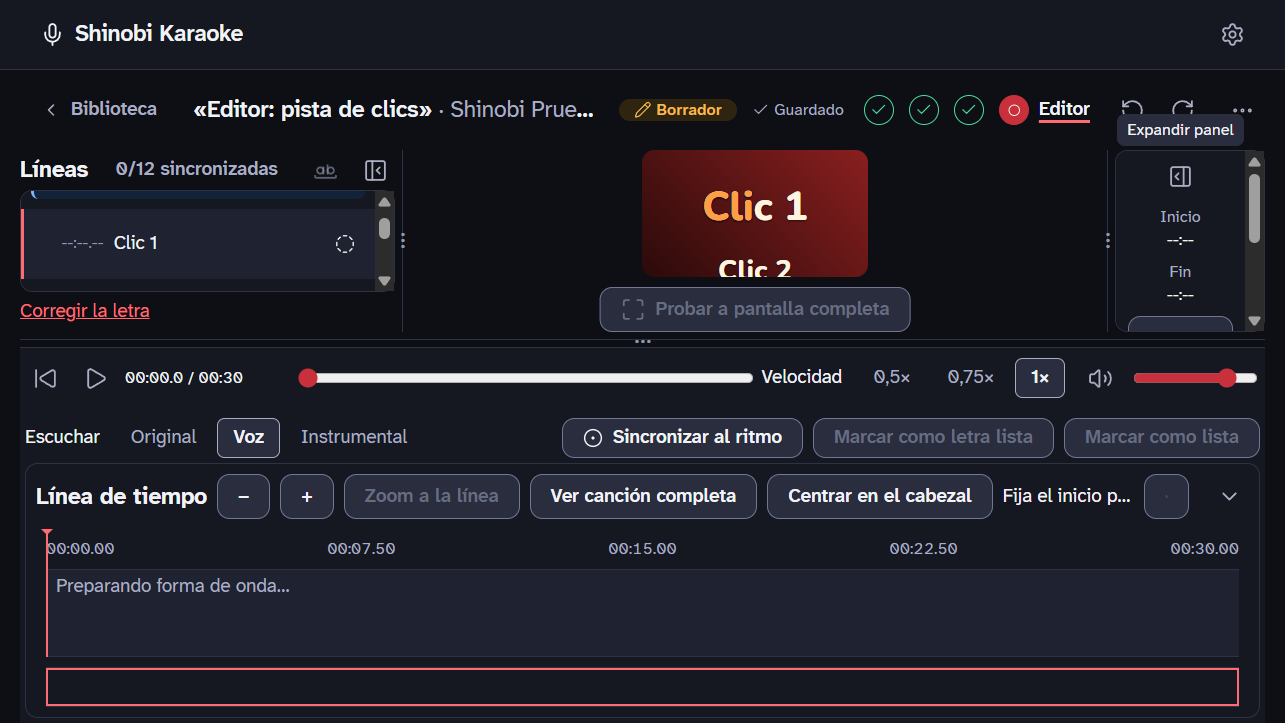 Shinobi Karaoke
Biblioteca
«Editor: pista de clics» · Shinobi Prue...
Borrador
Guardado
Editor
Expandir panel
Líneas
0/12 sincronizadas
ab
--:--.-- Clic 1
Corregir la letra
Clic 1
Clic 2
Probar a pantalla completa
Inicio
--:--
Fin
--:--
00:00.0 / 00:30
Velocidad
0,5×
0,75×
1×
Escuchar
Original
Voz
Instrumental
Sincronizar al ritmo
Marcar como letra lista
Marcar como lista
Línea de tiempo
−
+
Zoom a la línea
Ver canción completa
Centrar en el cabezal
Fija el inicio p...
00:00.00
00:07.50
00:15.00
00:22.50
00:30.00
Preparando forma de onda...